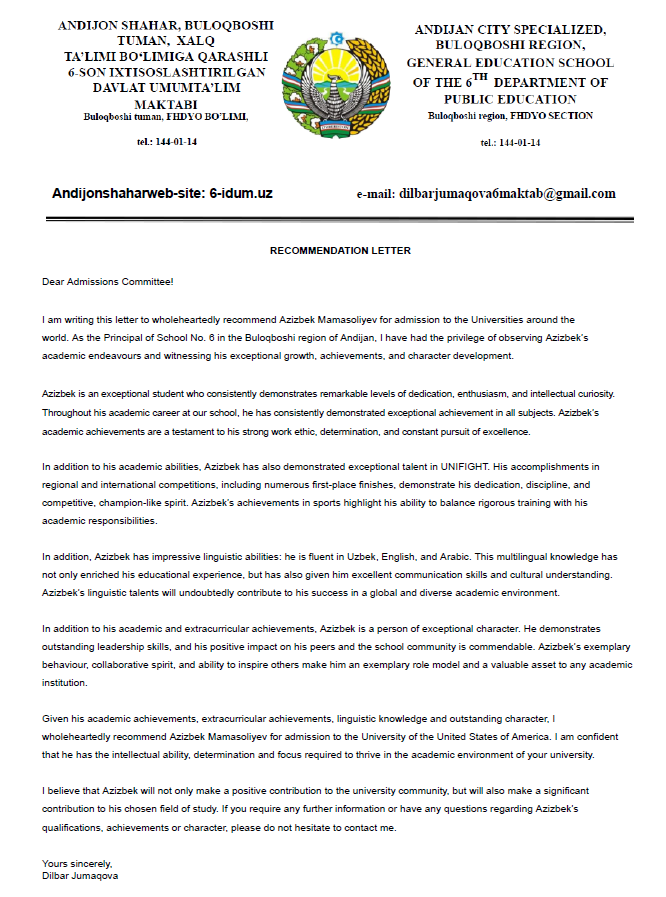 ANDIJON SHAHAR, BULOQBOSHI
TUMAN, XALQ
TA'LIMI BO‘LIMIGA QARASHLI
6-SON IXTISOSLASHTIRILGAN
DAVLAT UMUMTA’LIM
MAKTABI
Buloqboshi tuman, FHDYO BO’LIMI,
tel.: 144-01-14
ANDIJAN CITY SPECIALIZED,
BULOQBOSHI REGION,
GENERAL EDUCATION SCHOOL
OF THE 6TH DEPARTMENT OF
PUBLIC EDUCATION
Buloqboshi region, FHDYO SECTION
tel.: 144-01-14
Andijonshaharweb-site: 6-idum.uz
e-mail: dilbarjumaqova6maktab@gmail.com
RECOMMENDATION LETTER
Dear Admissions Committee!
I am writing this letter to wholeheartedly recommend Azizbek Mamasoliyev for admission to the Universities around the
world. As the Principal of School No. 6 in the Buloqboshi region of Andijan, I have had the privilege of observing Azizbek's
academic endeavours and witnessing his exceptional growth, achievements, and character development.
Azizbek is an exceptional student who consistently demonstrates remarkable levels of dedication, enthusiasm, and intellectual curiosity.
Throughout his academic career at our school, he has consistently demonstrated exceptional achievement in all subjects. Azizbek's
academic achievements are a testament to his strong work ethic, determination, and constant pursuit of excellence.
In addition to his academic abilities, Azizbek has also demonstrated exceptional talent in UNIFIGHT. His accomplishments in
regional and international competitions, including numerous first-place finishes, demonstrate his dedication, discipline, and
competitive, champion-like spirit. Azizbek's achievements in sports highlight his ability to balance rigorous training with his
academic responsibilities.
In addition, Azizbek has impressive linguistic abilities: he is fluent in Uzbek, English, and Arabic. This multilingual knowledge has
not only enriched his educational experience, but has also given him excellent communication skills and cultural understanding.
Azizbek's linguistic talents will undoubtedly contribute to his success in a global and diverse academic environment.
In addition to his academic and extracurricular achievements, Azizbek is a person of exceptional character. He demonstrates
outstanding leadership skills, and his positive impact on his peers and the school community is commendable. Azizbek's exemplary
behaviour, collaborative spirit, and ability to inspire others make him an exemplary role model and a valuable asset to any academic
institution.
Given his academic achievements, extracurricular achievements, linguistic knowledge and outstanding character, I
wholeheartedly recommend Azizbek Mamasoliyev for admission to the University of the United States of America. I am confident
that he has the intellectual ability, determination and focus required to thrive in the academic environment of your university.
I believe that Azizbek will not only make a positive contribution to the university community, but will also make a significant
contribution to his chosen field of study. If you require any further information or have any questions regarding Azizbek's
qualifications, achievements or character, please do not hesitate to contact me.
Yours sincerely,
Dilbar Jumaqova